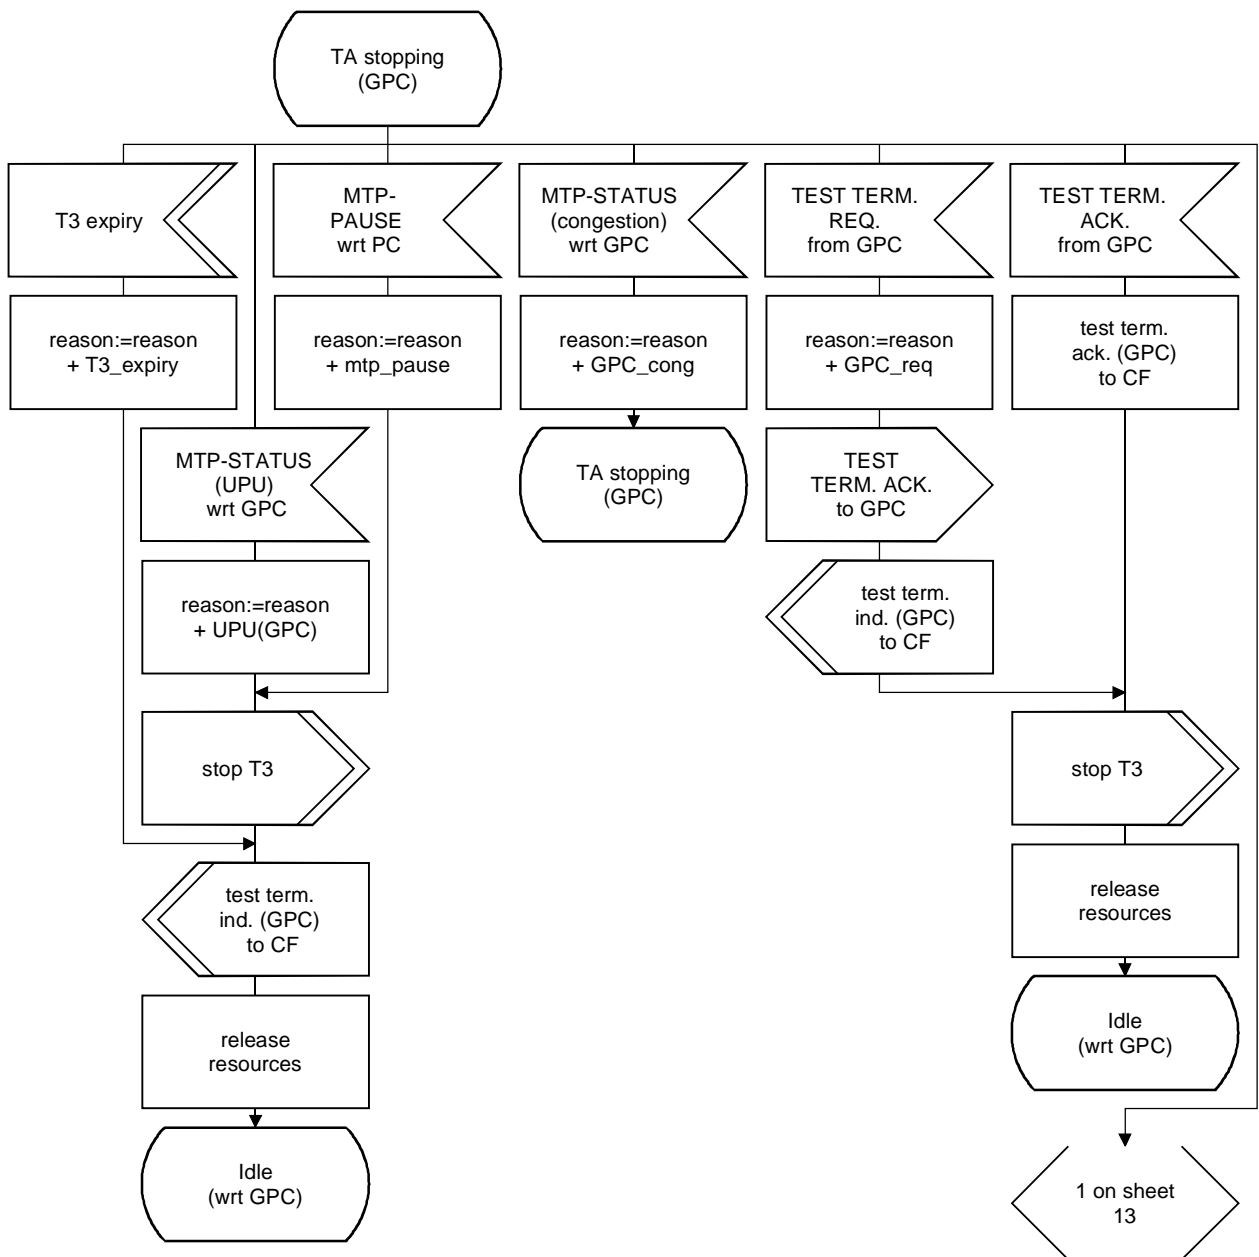 TA stopping
(GPC)
T3 expiry
MTP-
PAUSE
wrt PC
MTP-STATUS
(congestion)
wrt GPC
TEST TERM.
REQ.
from GPC
TEST TERM.
ACK.
from GPC
reason:=reason
+ T3_expiry
reason:=reason
+ mtp_pause
reason:=reason
+ GPC_cong
reason:=reason
+ GPC_req
test term.
ack. (GPC)
to CF
MTP-STATUS
(UPU)
wrt GPC
TA stopping
(GPC)
TEST
TERM. ACK.
to GPC
reason:=reason
+ UPU(GPC)
test term.
ind. (GPC)
to CF
stop T3
stop T3
test term.
ind. (GPC)
to CF
release
resources
release
resources
Idle
(wrt GPC)
Idle
(wrt GPC)
1 on sheet
13